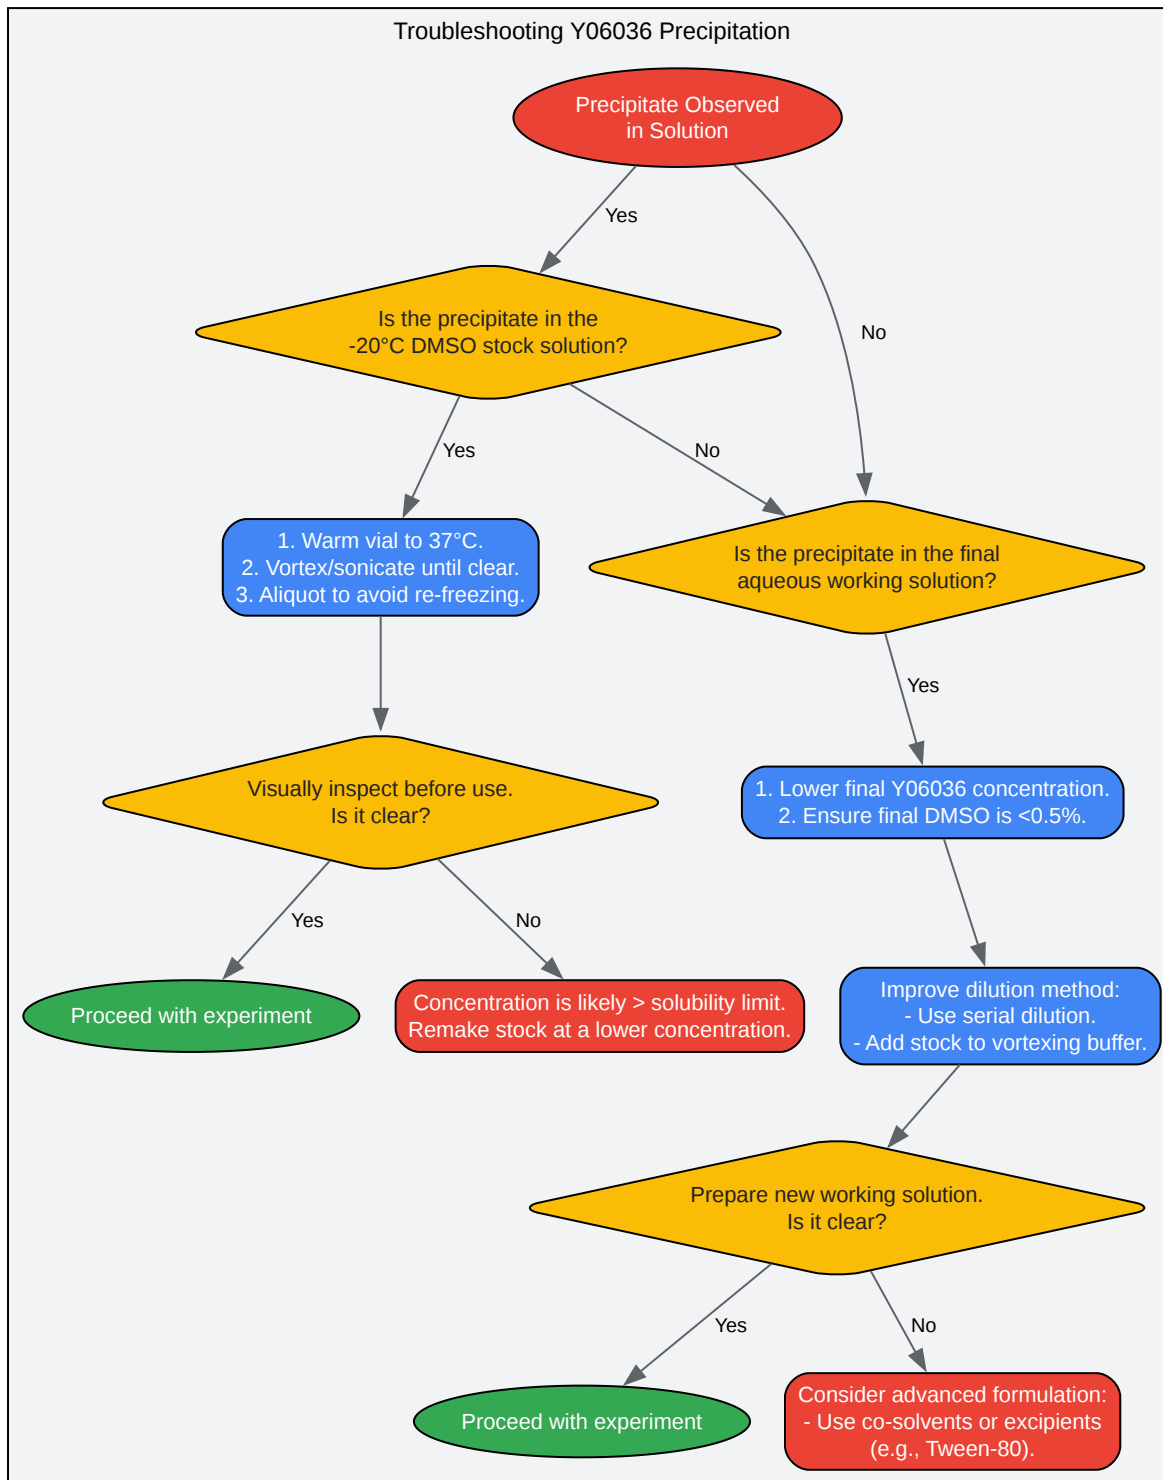 Troubleshooting Y06036 Precipitation
Precipitate Observed
in Solution
Yes
No
Is the precipitate in the
-20°C DMSO stock solution?
Yes
No
1. Warm vial to 37°C.
2. Vortex/sonicate until clear.
3. Aliquot to avoid re-freezing.
Is the precipitate in the final
aqueous working solution?
Yes
Visually inspect before use.
Is it clear?
1. Lower final Y06036 concentration.
2. Ensure final DMSO is <0.5%.
Yes
No
Proceed with experiment
Concentration is likely > solubility limit.
Remake stock at a lower concentration.
Improve dilution method:
- Use serial dilution.
- Add stock to vortexing buffer.
Prepare new working solution.
Is it clear?
Yes
No
Proceed with experiment
Consider advanced formulation:
- Use co-solvents or excipients
(e.g., Tween-80).